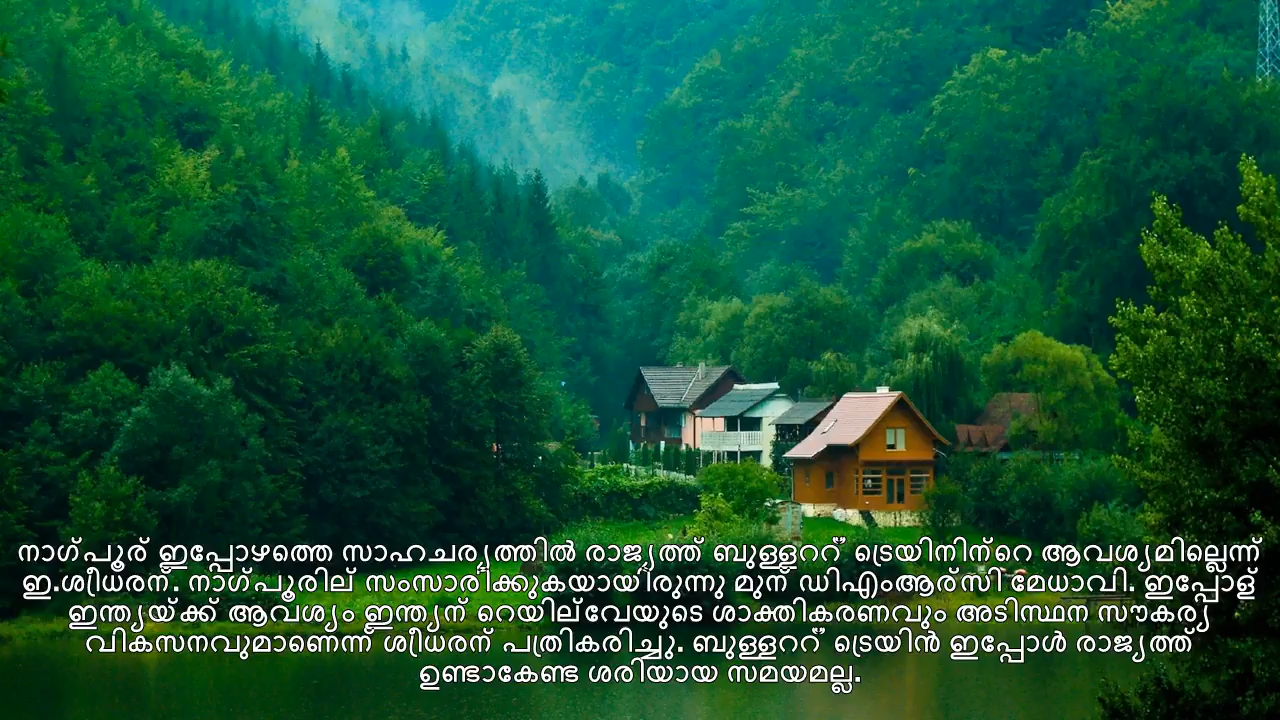 നാഗ്പൂര് ഇപ്പോഴത്തെ സാഹചര്യത്തിൽ രാജ്യത്ത് ബുള്ളററ്് ട്രെയിനിന്റെ ആവശ്യമില്ലെന്ന്
ഇ.ശ്രീധരന്. നാഗ്പൂരില് സംസാരിക്കുകയായിരുന്നു മുന് ഡിഎംആര്സി മേധാവി. ഇപ്പോള്
ഇന്ത്യയ്ക്ക് ആവശ്യം ഇന്ത്യന് റെയില്വേയുടെ ശാക്തികരണവും അടിസ്ഥന സൗകര്യ
വികസനവുമാണെന്ന് ശ്രീധരന് പത്രികരിച്ചു. ബുള്ളററ്് ട്രെയിൻ ഇപ്പോൾ രാജ്യത്ത്
ഉണ്ടാകേണ്ട ശരിയായ സമയമല്ല.